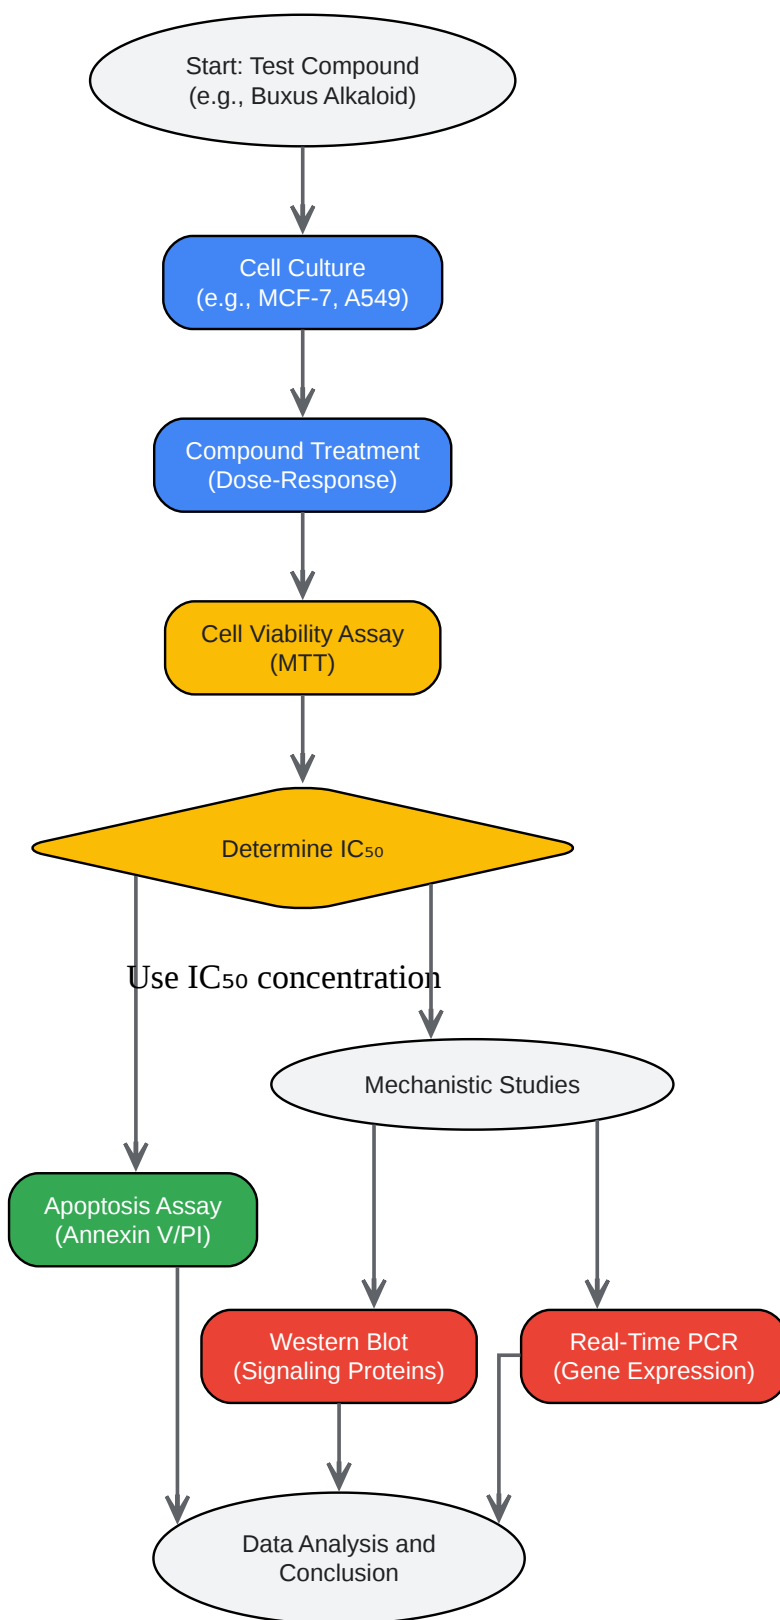 Start: Test Compound
(e.g., Buxus Alkaloid)
Cell Culture
(e.g., MCF-7, A549)
Compound Treatment
(Dose-Response)
Cell Viability Assay
(MTT)
Determine IC₅₀
Use IC₅₀ concentration
Mechanistic Studies
Apoptosis Assay
(Annexin V/PI)
Western Blot
(Signaling Proteins)
Real-Time PCR
(Gene Expression)
Data Analysis and
Conclusion